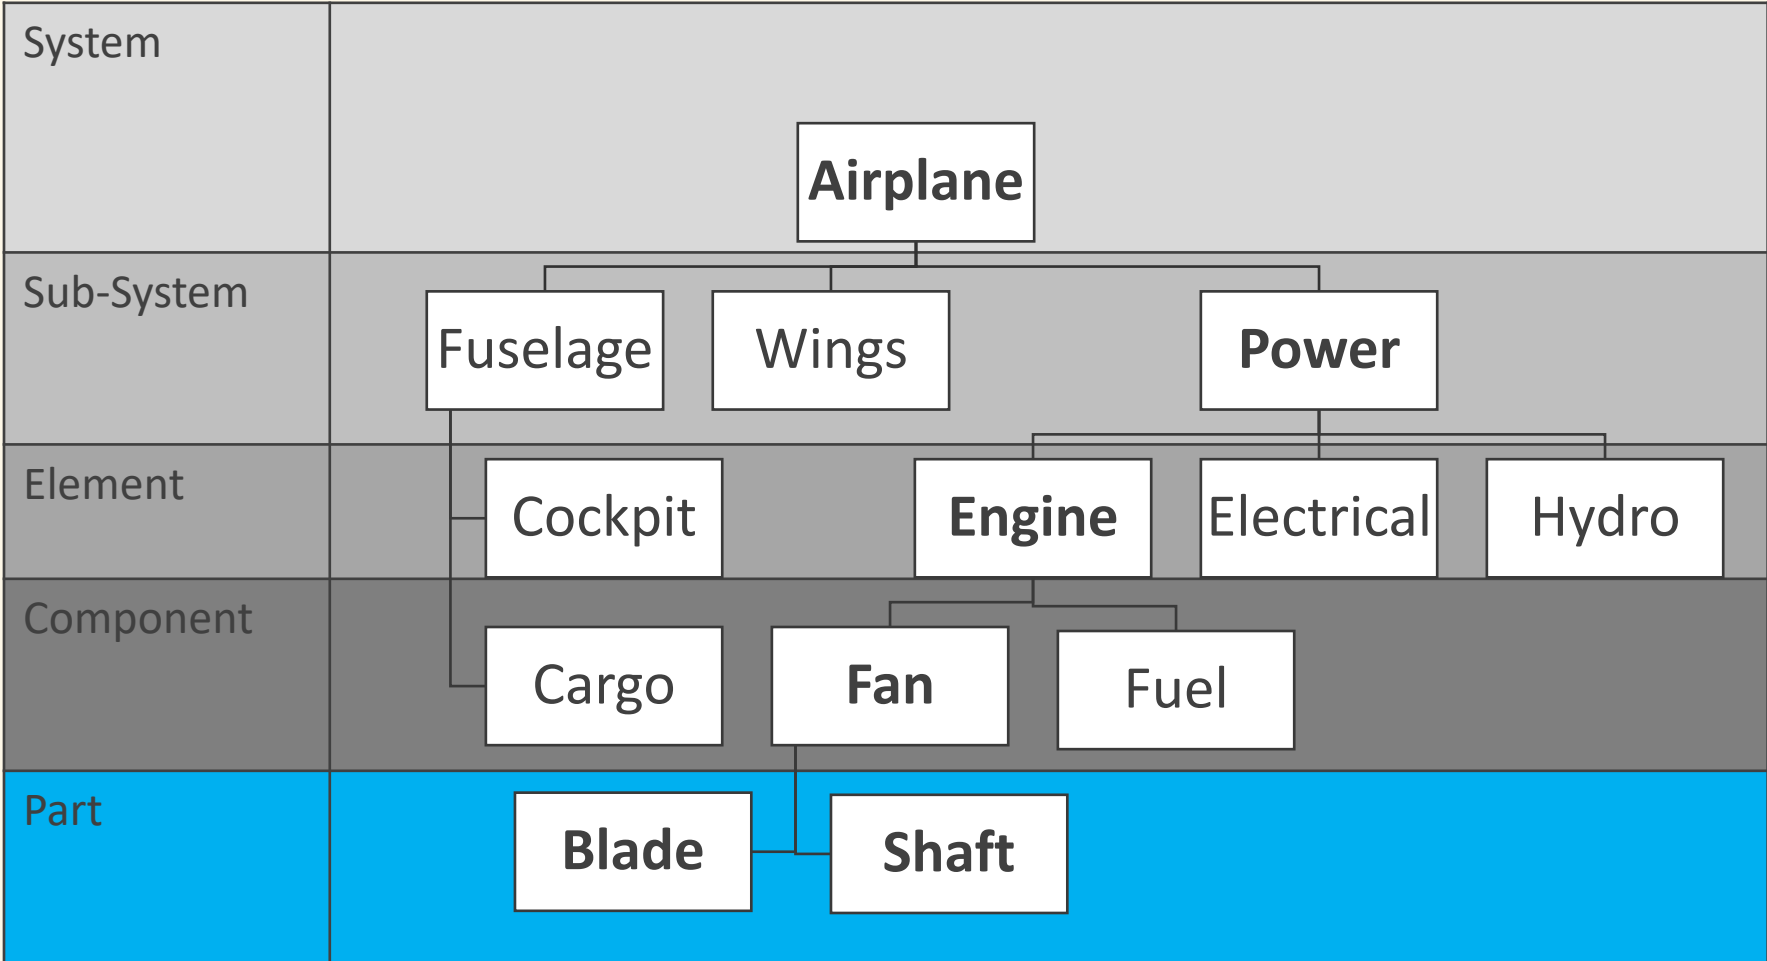 System
Airplane
Sub-System
Fuselage
Wings
Power
Element
Cockpit
Engine
Electrical
Hydro
Component
Cargo
Fan
Fuel
Part
Blade
Shaft